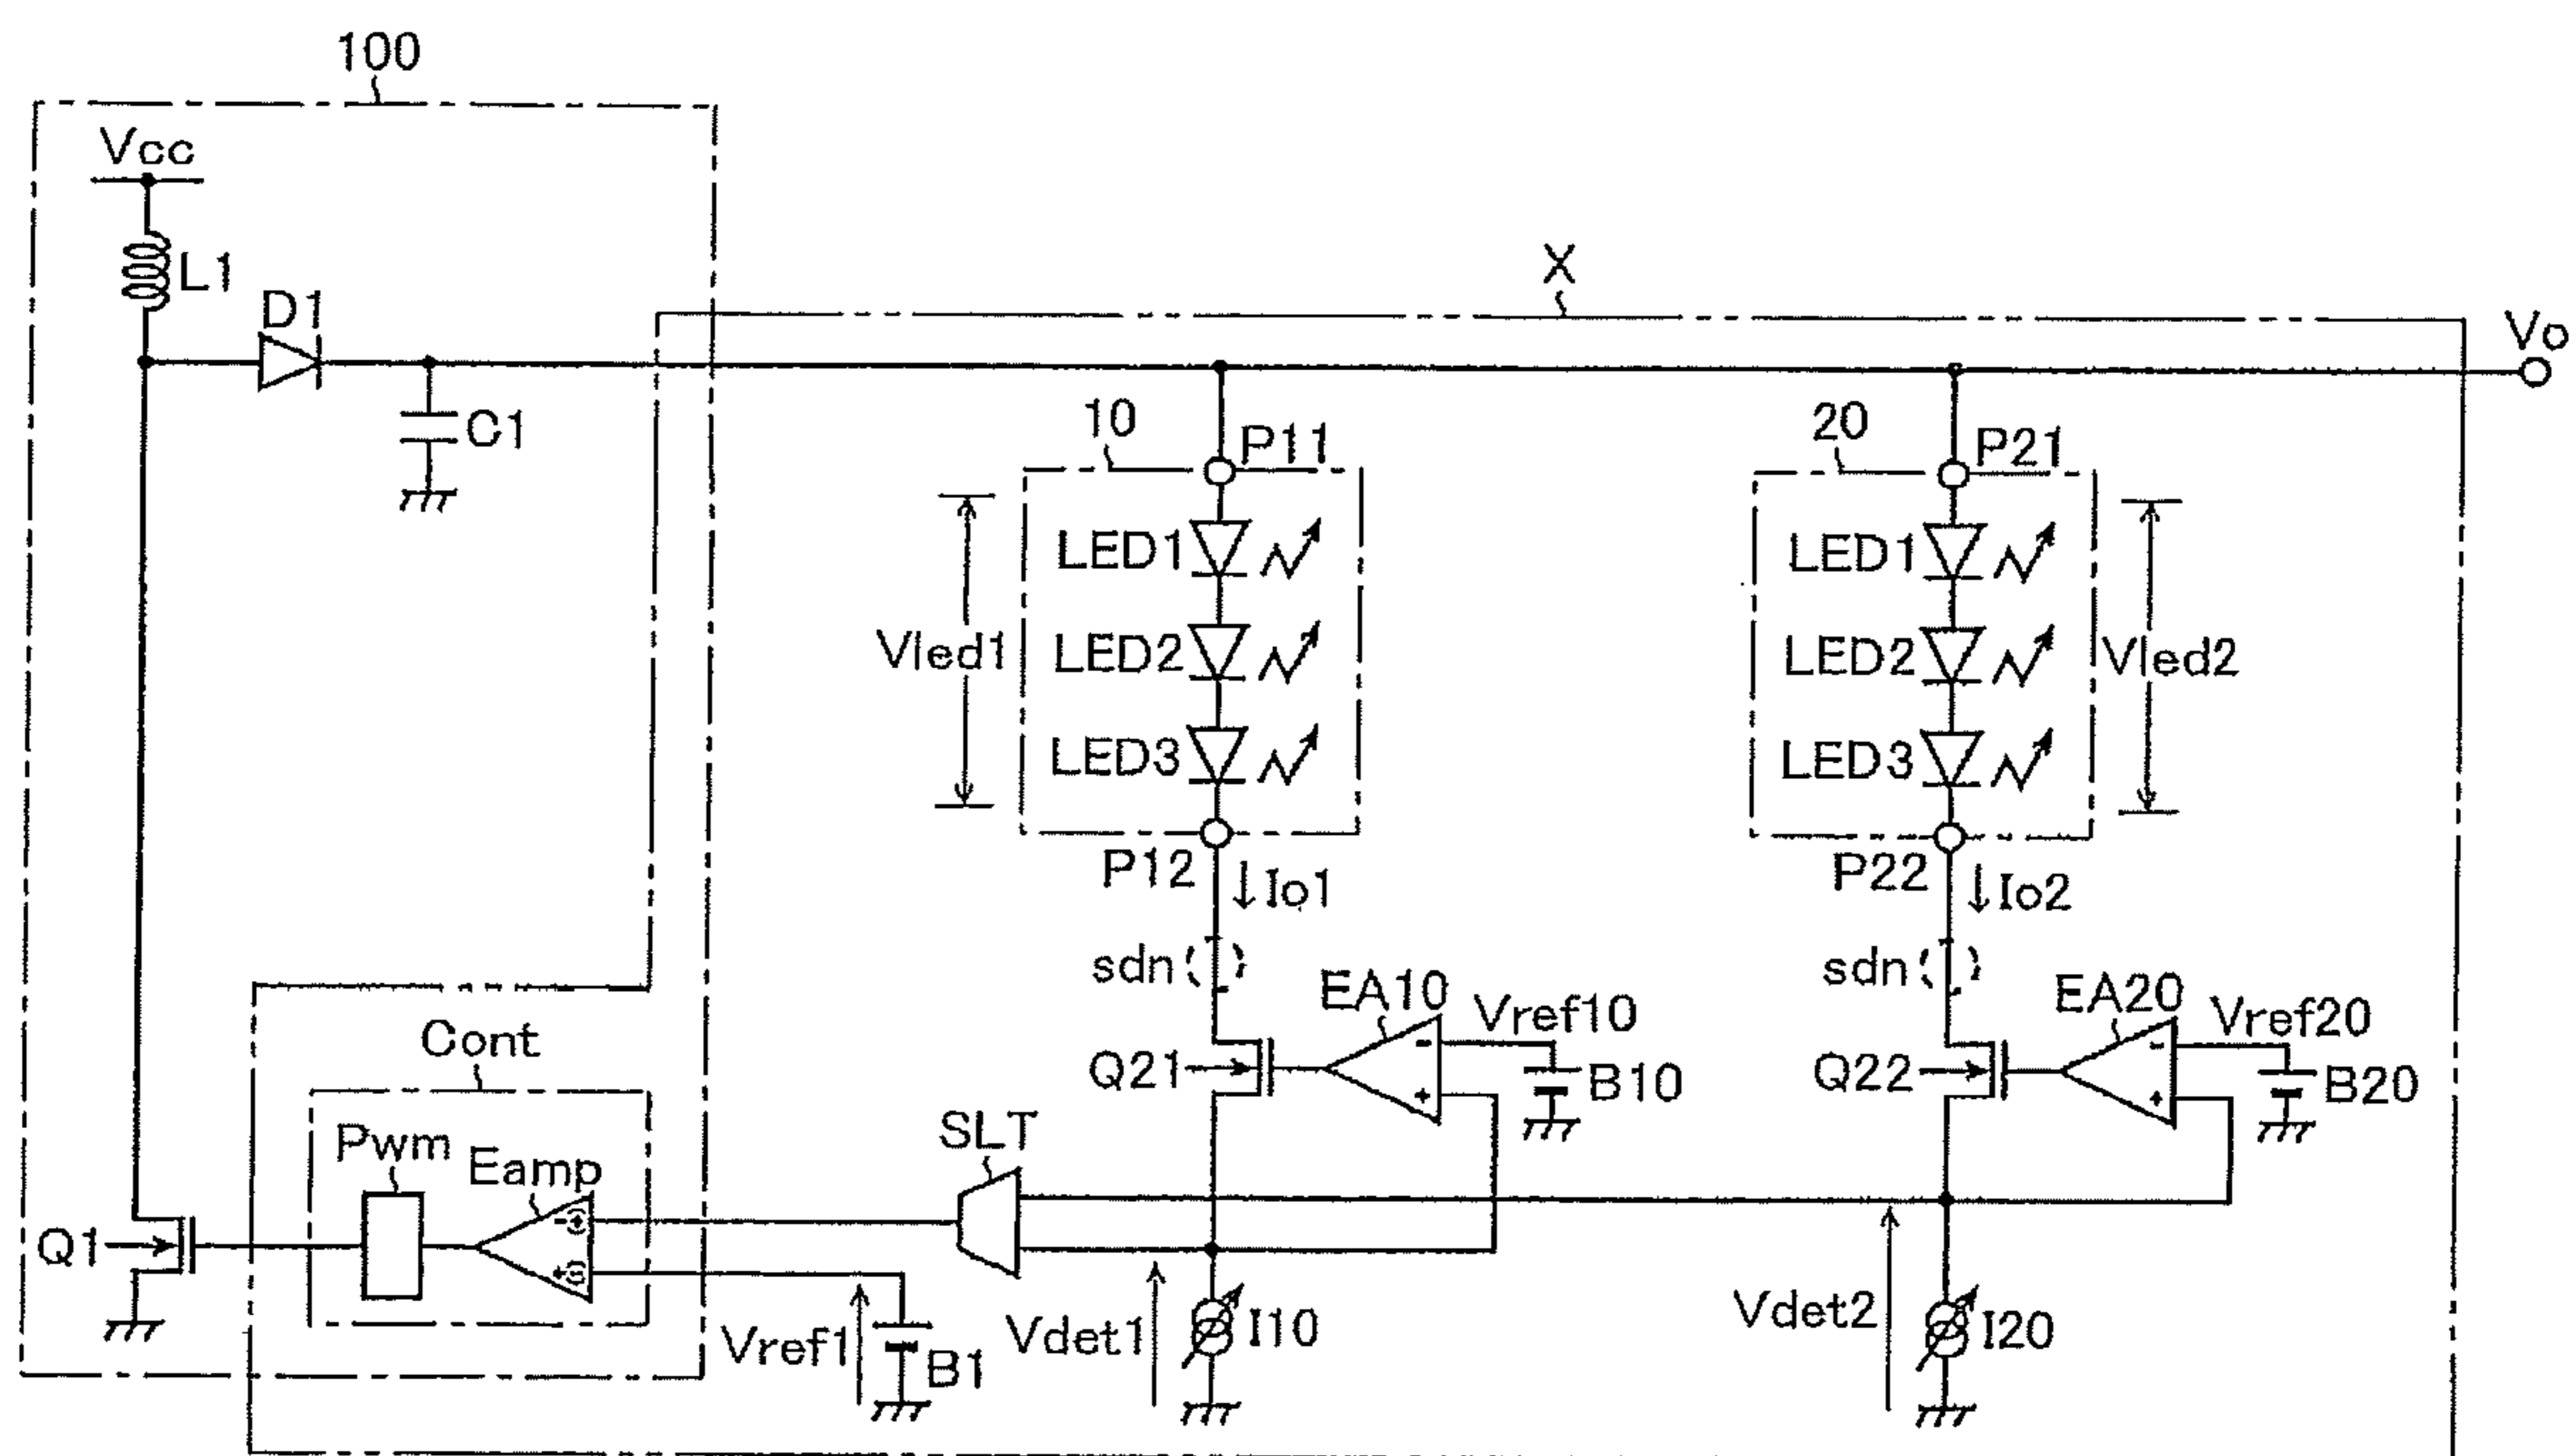 100
Vcc
L1
D1
C1
X
Vo
10
P11
LED1
LED2
LED3
Vled1
P12
Io1
sdn
20
P21
LED1
LED2
LED3
Vled2
P22
Io2
sdn
EA10
Vref10
-
+
B10
Q21
EA20
Vref20
-
+
B20
Q22
Cont
Pwm
Eamp
-(+)
+(-)
Q1
SLT
Vref1
B1
Vdet1
I10
Vdet2
I20